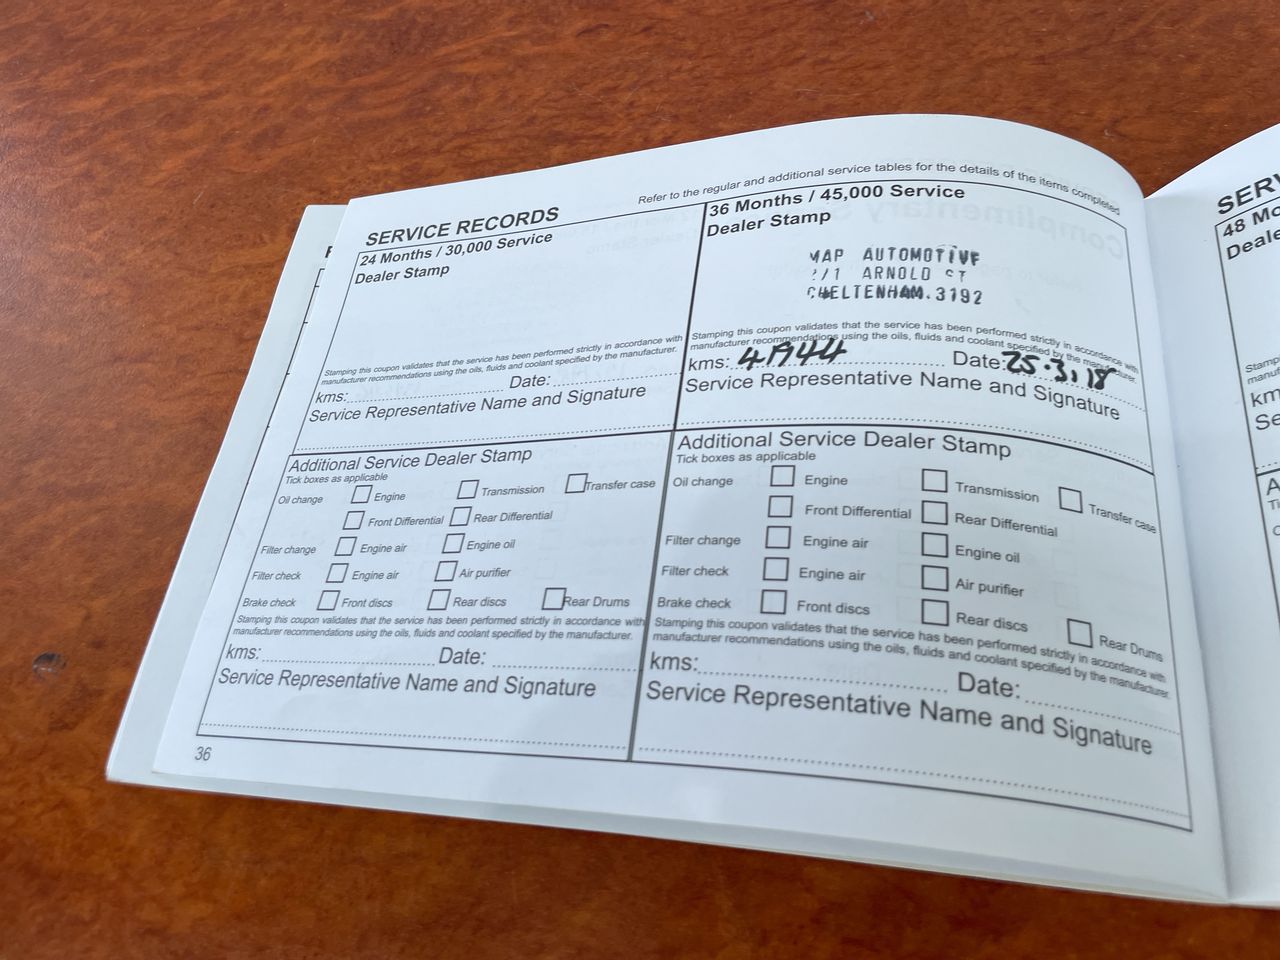 Refer to the regular and additional service tables for the details of the items completed
SERVICE RECORDS
24 Months / 30,000 Service
Dealer Stamp
Stamping this coupon validates that the service has been performed strictly in accordance with
manufacturer recommendations using the oils, fluids and coolant specified by the manufacturer.
kms: Date:
Service Representative Name and Signature
36 Months / 45,000 Service
Dealer Stamp
MAP AUTOMOTIVE
2/1 ARNOLD ST
CHELTENHAM.3192
Stamping this coupon validates that the service has been performed strictly in accordance with
manufacturer recommendations using the oils, fluids and coolant specified by the manufacturer.
kms: Date: 25.3.18
Service Representative Name and Signature
Additional Service Dealer Stamp
Tick boxes as applicable
Oil change Engine Transmission Transfer case
Front Differential Rear Differential
Filter change Engine air Engine oil
Filter check Engine air Air purifier
Brake check Front discs Rear discs Rear Drums
Stamping this coupon validates that the service has been performed strictly in accordance with
manufacturer recommendations using the oils, fluids and coolant specified by the manufacturer.
kms: Date:
Service Representative Name and Signature
Additional Service Dealer Stamp
Tick boxes as applicable
Oil change Engine Transmission Transfer case
Front Differential Rear Differential
Filter change Engine air Engine oil
Filter check Engine air Air purifier
Brake check Front discs Rear discs Rear Drums
Stamping this coupon validates that the service has been performed strictly in accordance with
manufacturer recommendations using the oils, fluids and coolant specified by the manufacturer.
kms: Date:
Service Representative Name and Signature
36
48